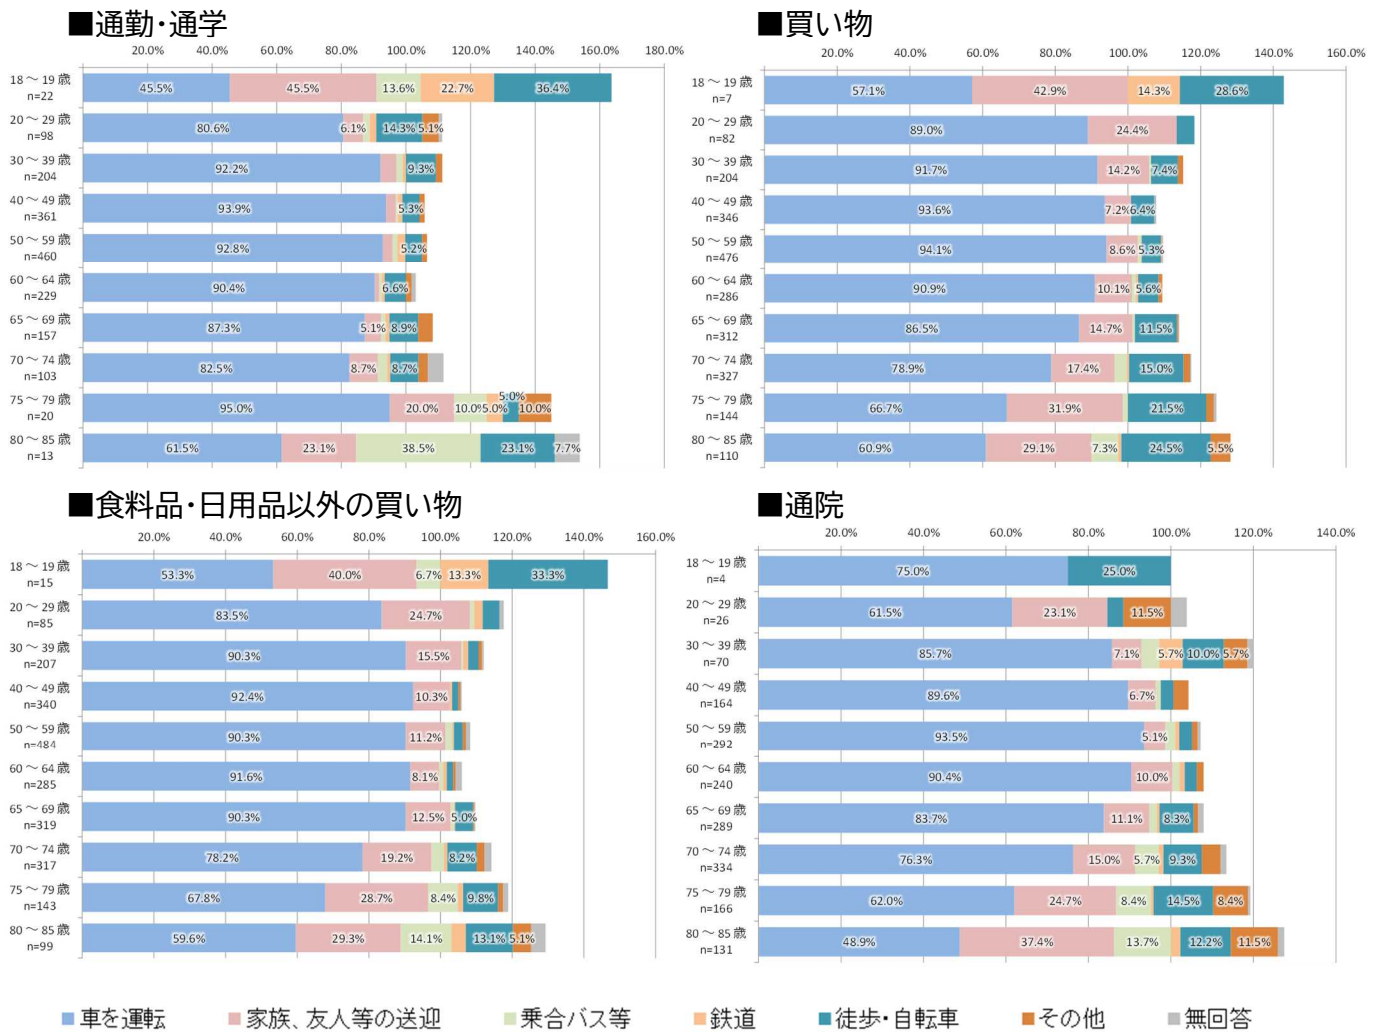 ■通勤・通学
20.0% 40.0% 60.0% 80.0% 100.0% 120.0% 140.0% 160.0% 180.0%
18～19歳 n=22 45.5% 45.5% 13.6% 22.7% 36.4%
20～29歳 n=98 80.6% 6.1% 14.3% 5.1%
30～39歳 n=204 92.2% 9.3%
40～49歳 n=361 93.9% 5.3%
50～59歳 n=460 92.8% 5.2%
60～64歳 n=229 90.4% 6.6%
65～69歳 n=157 87.3% 5.1% 8.9%
70～74歳 n=103 82.5% 8.7% 8.7%
75～79歳 n=20 95.0% 20.0% 10.0% 5.0% 5.0% 10.0%
80～85歳 n=13 61.5% 23.1% 38.5% 23.1% 7.7%
■買い物
20.0% 40.0% 60.0% 80.0% 100.0% 120.0% 140.0% 160.0%
18～19歳 n=7 57.1% 42.9% 14.3% 28.6%
20～29歳 n=82 89.0% 24.4%
30～39歳 n=204 91.7% 14.2% 7.4%
40～49歳 n=346 93.6% 7.2% 6.4%
50～59歳 n=476 94.1% 8.6% 5.3%
60～64歳 n=286 90.9% 10.1% 5.6%
65～69歳 n=312 86.5% 14.7% 11.5%
70～74歳 n=327 78.9% 17.4% 15.0%
75～79歳 n=144 66.7% 31.9% 21.5%
80～85歳 n=110 60.9% 29.1% 7.3% 24.5% 5.5%
■食料品・日用品以外の買い物
20.0% 40.0% 60.0% 80.0% 100.0% 120.0% 140.0% 160.0%
18～19歳 n=15 53.3% 40.0% 6.7% 13.3% 33.3%
20～29歳 n=85 83.5% 24.7%
30～39歳 n=207 90.3% 15.5%
40～49歳 n=340 92.4% 10.3%
50～59歳 n=484 90.3% 11.2%
60～64歳 n=285 91.6% 8.1%
65～69歳 n=319 90.3% 12.5% 5.0%
70～74歳 n=317 78.2% 19.2% 8.2%
75～79歳 n=143 67.8% 28.7% 8.4% 9.8%
80～85歳 n=99 59.6% 29.3% 14.1% 13.1% 5.1%
■通院
20.0% 40.0% 60.0% 80.0% 100.0% 120.0% 140.0%
18～19歳 n=4 75.0% 25.0%
20～29歳 n=26 61.5% 23.1% 11.5%
30～39歳 n=70 85.7% 7.1% 5.7% 10.0% 5.7%
40～49歳 n=164 89.6% 6.7%
50～59歳 n=292 93.5% 5.1%
60～64歳 n=240 90.4% 10.0%
65～69歳 n=289 83.7% 11.1% 8.3%
70～74歳 n=334 76.3% 15.0% 5.7% 9.3%
75～79歳 n=166 62.0% 24.7% 8.4% 14.5% 8.4%
80～85歳 n=131 48.9% 37.4% 13.7% 12.2% 11.5%
車を運転 家族、友人等の送迎 乗合バス等 鉄道 徒歩・自転車 その他 無回答